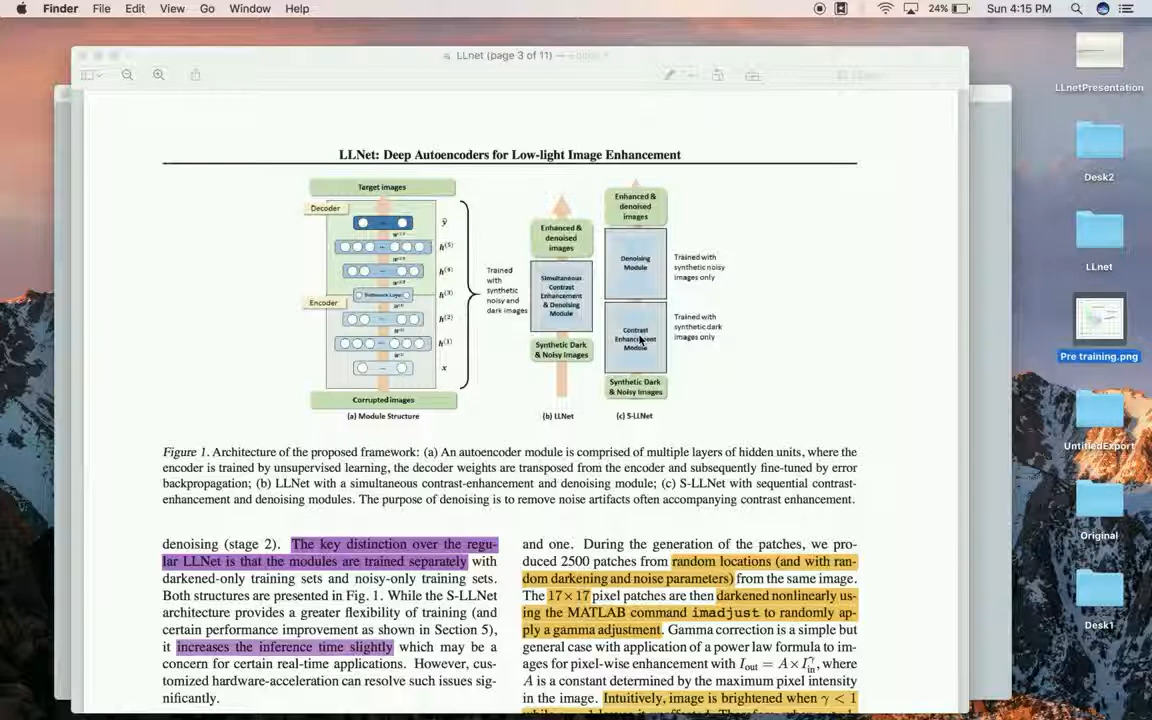 Finder File Edit View Go Window Help
24% Sun 4:15 PM
LLnet (page 3 of 11)
LLNet: Deep Autoencoders for Low-light Image Enhancement
Target images
Decoder
Encoder
Corrupted images
(a) Module Structure
Trained
with
synthetic
noisy and
dark images
Enhanced &
denoised
images
Simultaneous
Contrast
Enhancement
& Denoising
Module
Synthetic Dark
& Noisy Images
(b) LLNet
Enhanced &
denoised
images
Denoising
Module
Contrast
Enhancement
Module
Synthetic Dark
& Noisy Images
(c) S-LLNet
Trained with
synthetic noisy
images only
Trained with
synthetic dark
images only
Figure 1. Architecture of the proposed framework: (a) An autoencoder module is comprised of multiple layers of hidden units, where the
encoder is trained by unsupervised learning, the decoder weights are transposed from the encoder and subsequently fine-tuned by error
backpropagation; (b) LLNet with a simultaneous contrast-enhancement and denoising module; (c) S-LLNet with sequential contrast-
enhancement and denoising modules. The purpose of denoising is to remove noise artifacts often accompanying contrast enhancement.
denoising (stage 2). The key distinction over the regu-
lar LLNet is that the modules are trained separately with
darkened-only training sets and noisy-only training sets.
Both structures are presented in Fig. 1. While the S-LLNet
architecture provides a greater flexibility of training (and
certain performance improvement as shown in Section 5),
it increases the inference time slightly which may be a
concern for certain real-time applications. However, cus-
tomized hardware-acceleration can resolve such issues sig-
nificantly.
and one. During the generation of the patches, we pro-
duced 2500 patches from random locations (and with ran-
dom darkening and noise parameters) from the same image.
The 17×17 pixel patches are then darkened nonlinearly us-
ing the MATLAB command imadjust to randomly ap-
ply a gamma adjustment. Gamma correction is a simple but
general case with application of a power law formula to im-
ages for pixel-wise enhancement with I_out = A×I_in^γ, where
A is a constant determined by the maximum pixel intensity
in the image. Intuitively, image is brightened when γ < 1
LLnetPresentation
Desk2
LLnet
Pre training.png
UntitledExport
Original
Desk1